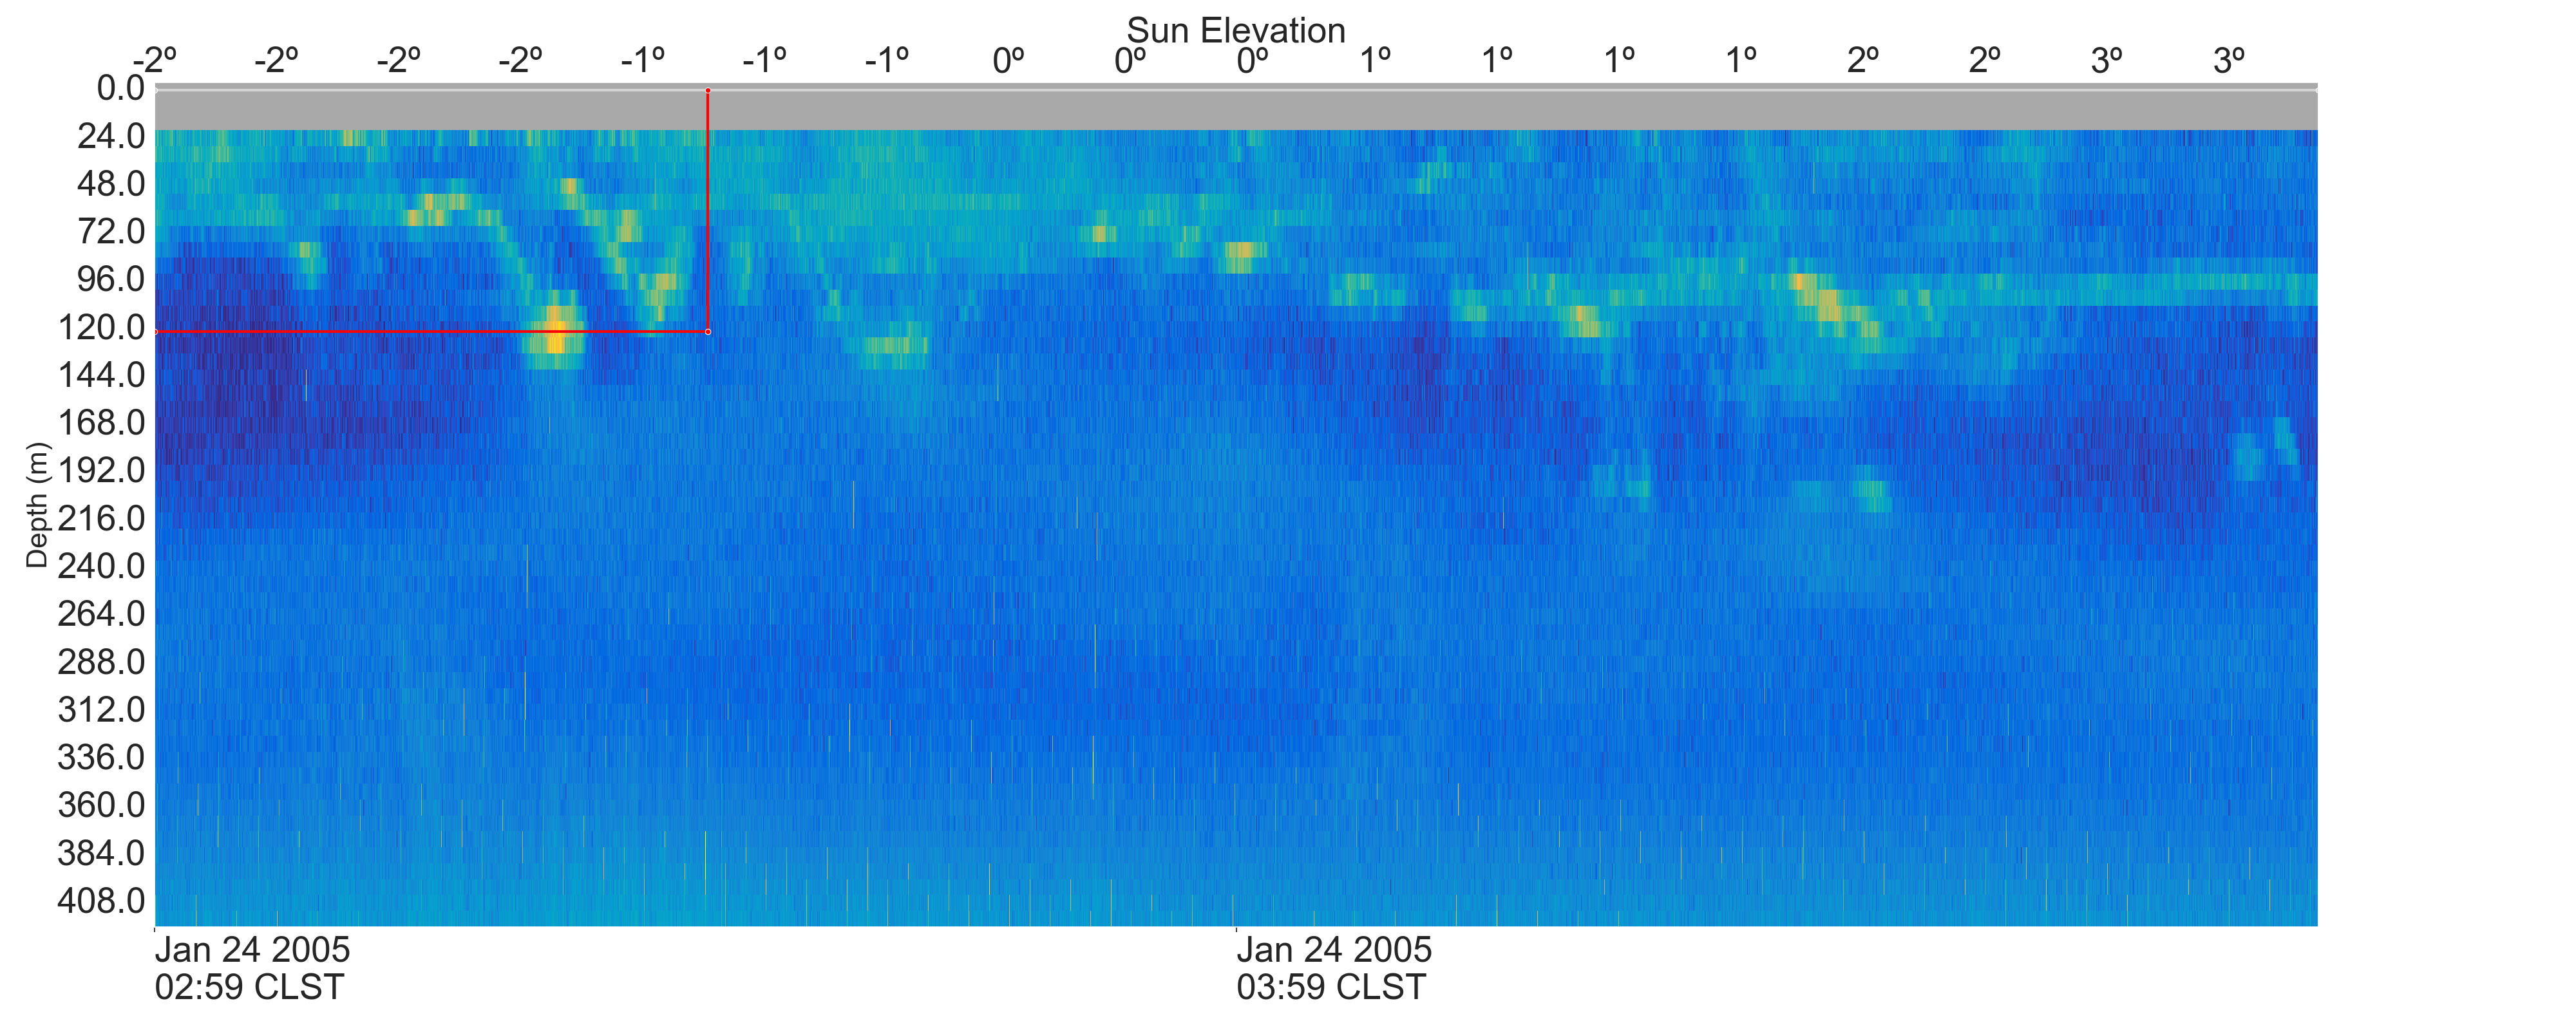 Sun Elevation
-2º -2º -2º -2º -1º -1º -1º 0º 0º 0º 1º 1º 1º 1º 2º 2º 3º 3º
0.0
24.0
48.0
72.0
96.0
120.0
144.0
168.0
192.0
216.0
240.0
264.0
288.0
312.0
336.0
360.0
384.0
408.0
Depth (m)
Jan 24 2005
02:59 CLST
Jan 24 2005
03:59 CLST